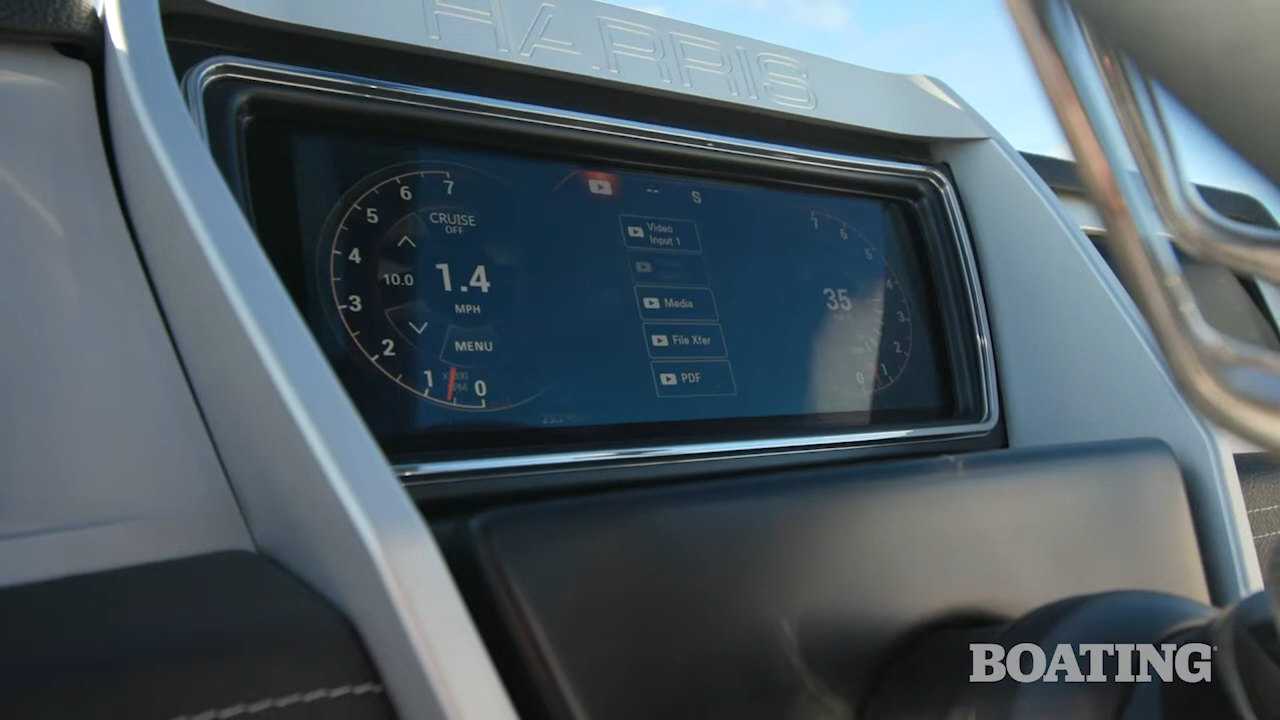 HARRIS
7
6
5
4
3
2
1
0
CRUISE
OFF
10.0
1.4
MPH
MENU
-- S
Video
Input 1
Media
File Xfer
PDF
7
6
5
4
3
2
1
0
35
BOATING